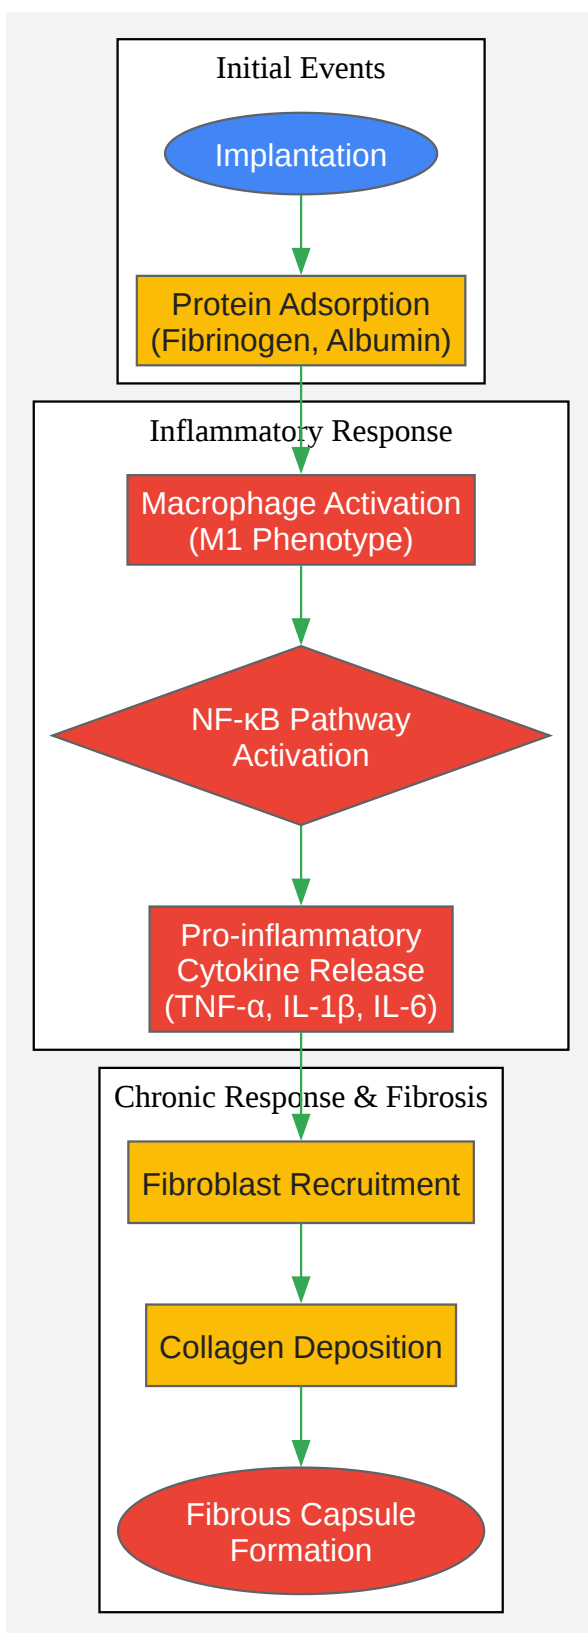 Initial Events
Implantation
Protein Adsorption
(Fibrinogen, Albumin)
Inflammatory Response
Macrophage Activation
(M1 Phenotype)
NF-κB Pathway
Activation
Pro-inflammatory
Cytokine Release
(TNF-α, IL-1β, IL-6)
Chronic Response & Fibrosis
Fibroblast Recruitment
Collagen Deposition
Fibrous Capsule
Formation